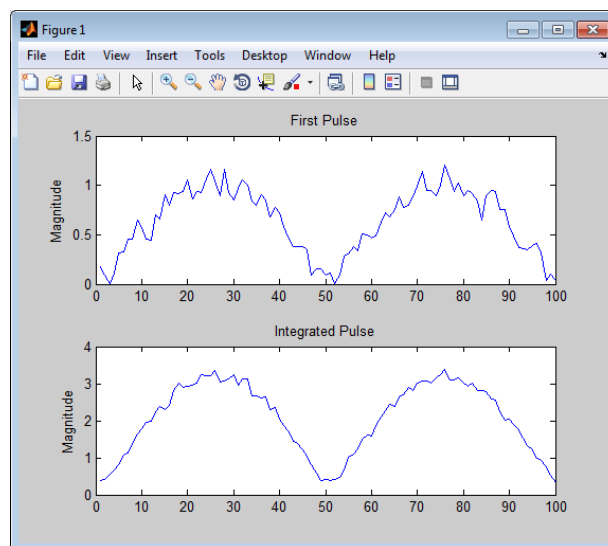 Figure 1
File Edit View Insert Tools Desktop Window Help
First Pulse
Magnitude
1.5
1
0.5
0
0 10 20 30 40 50 60 70 80 90 100
Integrated Pulse
Magnitude
4
3
2
1
0
0 10 20 30 40 50 60 70 80 90 100